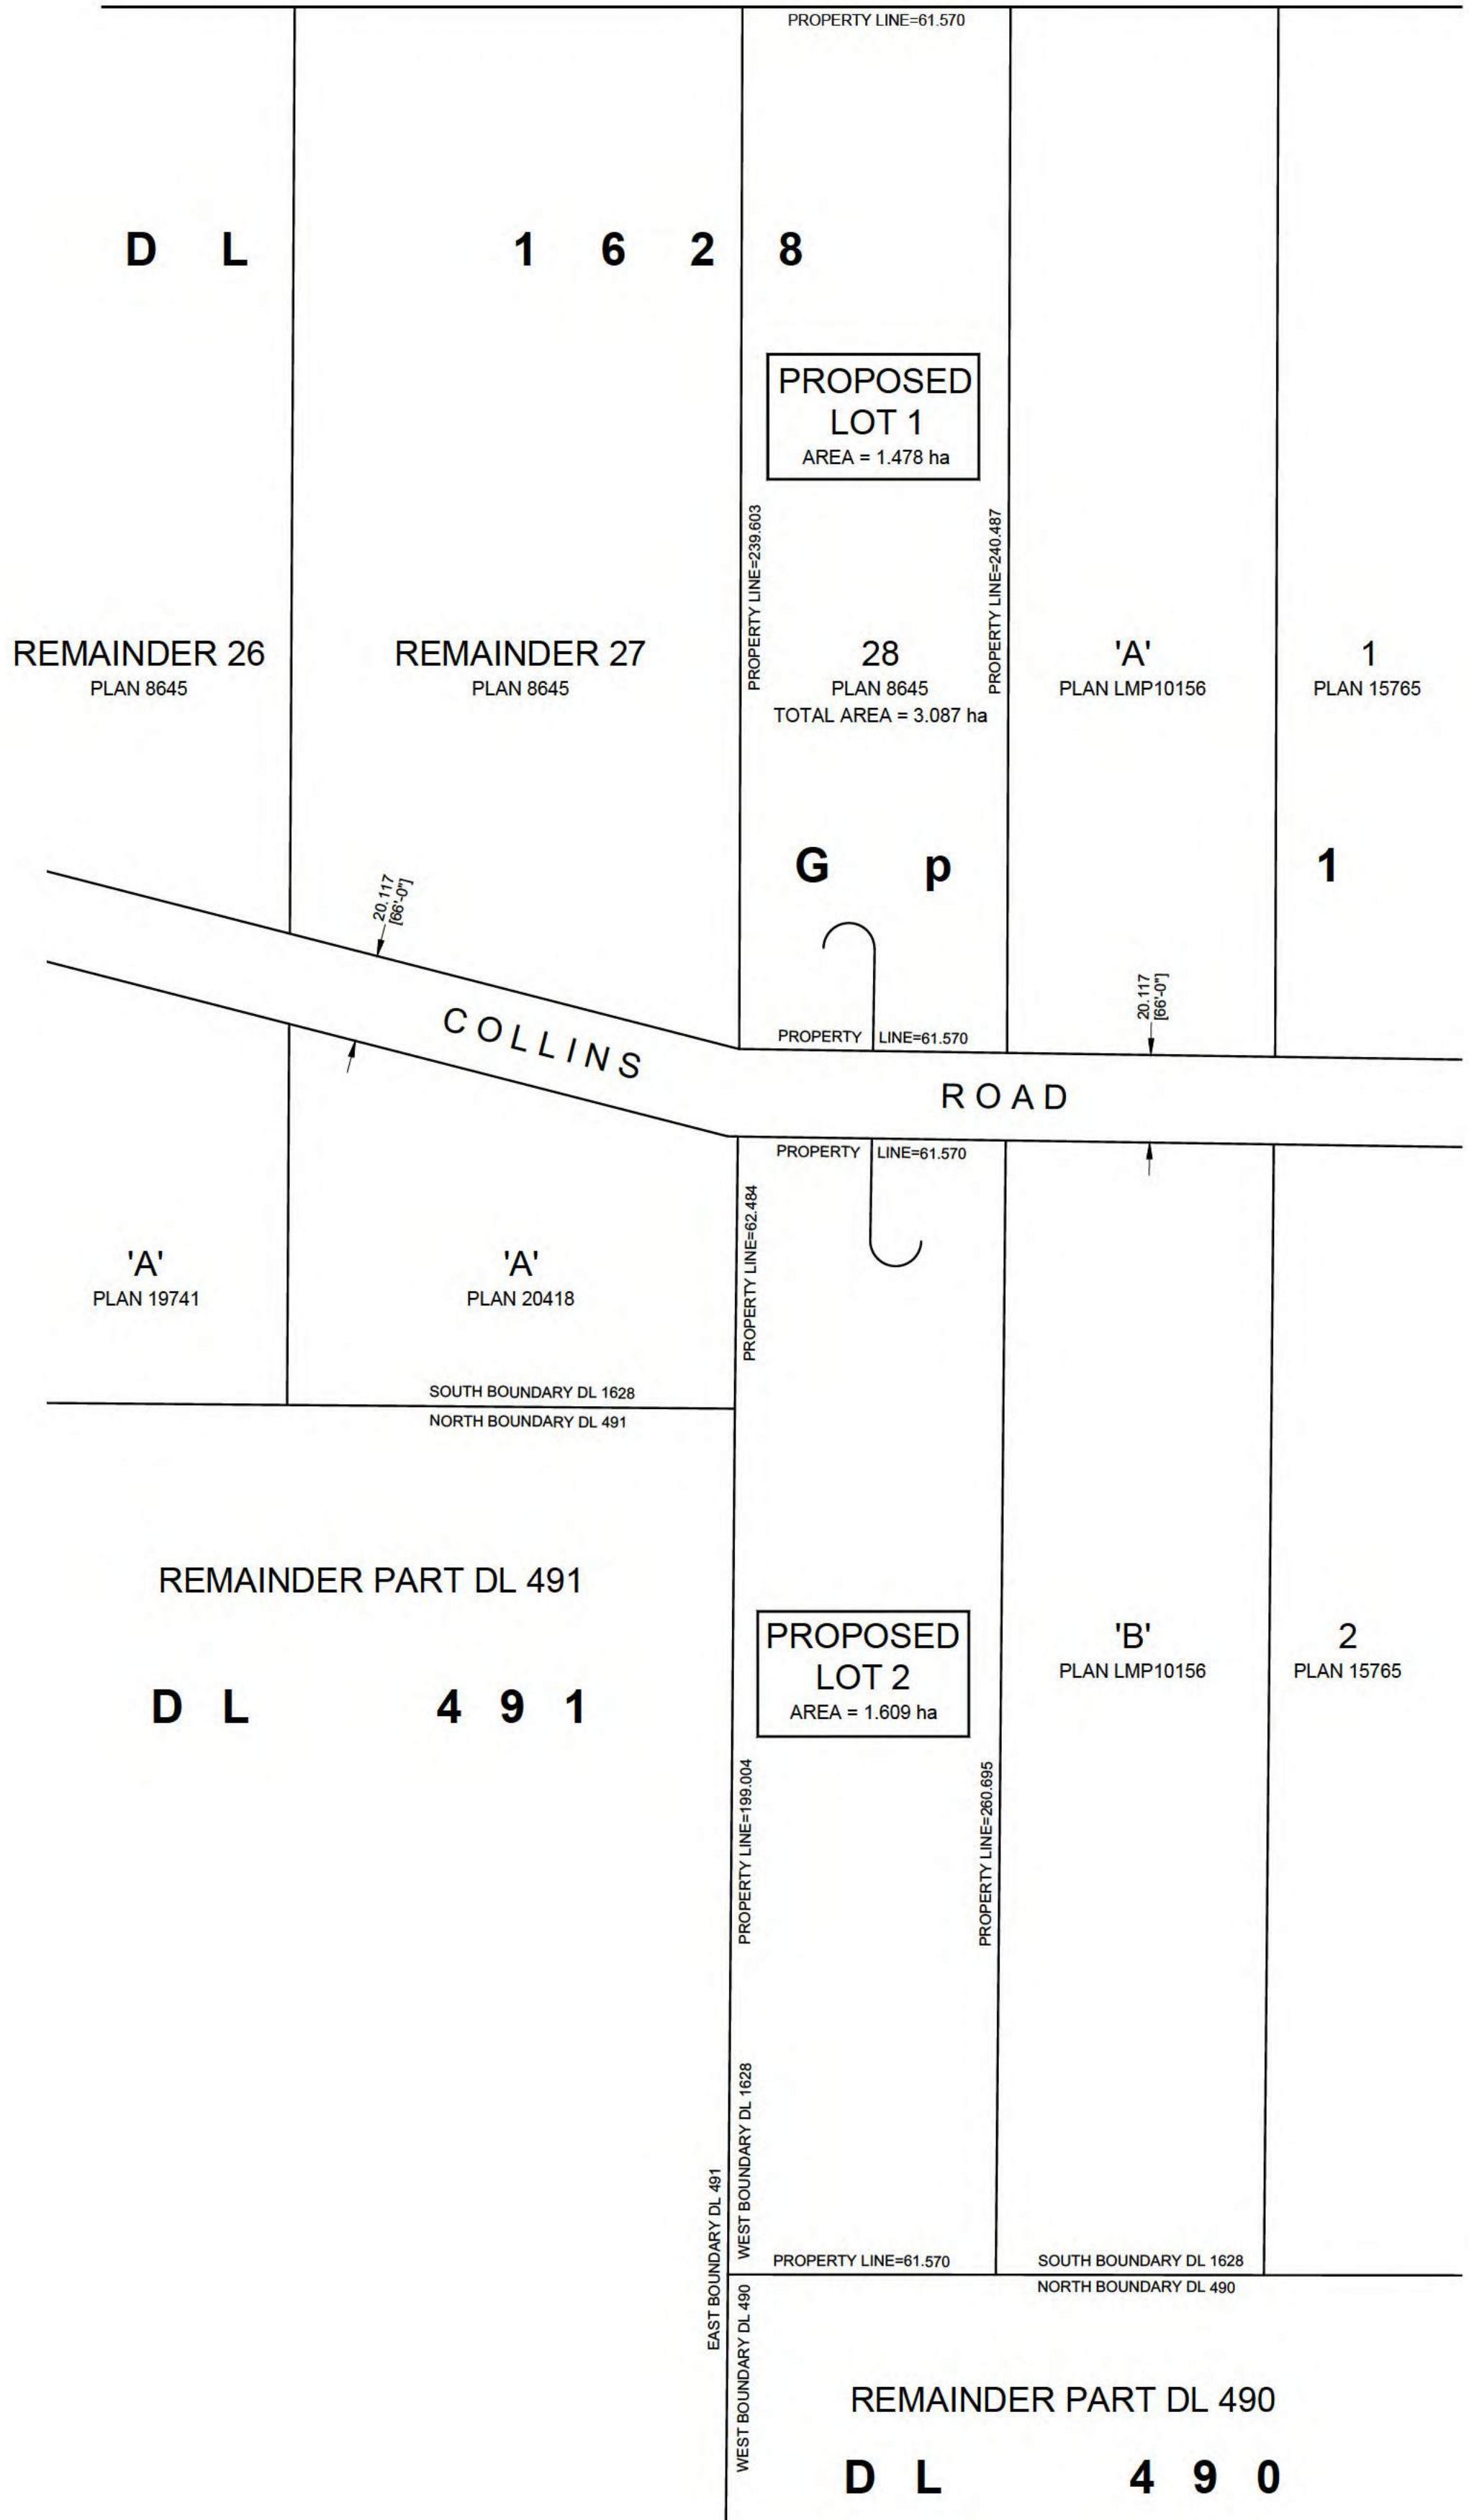 PROPERTY LINE=61.570
D L 1 6 2 8
PROPOSED
LOT 1
AREA = 1.478 ha
PROPERTY LINE=239.603
PROPERTY LINE=240.487
REMAINDER 26
PLAN 8645
REMAINDER 27
PLAN 8645
28
PLAN 8645
TOTAL AREA = 3.087 ha
'A'
PLAN LMP10156
1
PLAN 15765
G p 1
20.117
[66'-0"]
20.117
[66'-0"]
PROPERTY LINE=61.570
COLLINS ROAD
PROPERTY LINE=61.570
PROPERTY LINE=62.484
'A'
PLAN 19741
'A'
PLAN 20418
SOUTH BOUNDARY DL 1628
NORTH BOUNDARY DL 491
REMAINDER PART DL 491
D L 4 9 1
PROPOSED
LOT 2
AREA = 1.609 ha
'B'
PLAN LMP10156
2
PLAN 15765
PROPERTY LINE=199.004
PROPERTY LINE=260.695
WEST BOUNDARY DL 1628
EAST BOUNDARY DL 491
PROPERTY LINE=61.570
SOUTH BOUNDARY DL 1628
NORTH BOUNDARY DL 490
WEST BOUNDARY DL 490
REMAINDER PART DL 490
D L 4 9 0